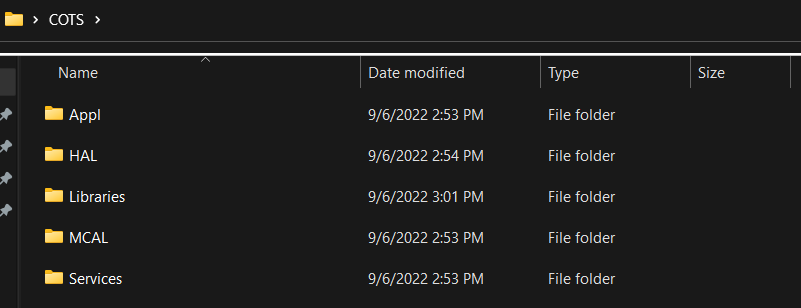 COTS
Name Date modified Type Size
Appl 9/6/2022 2:53 PM File folder
HAL 9/6/2022 2:54 PM File folder
Libraries 9/6/2022 3:01 PM File folder
MCAL 9/6/2022 2:53 PM File folder
Services 9/6/2022 2:53 PM File folder